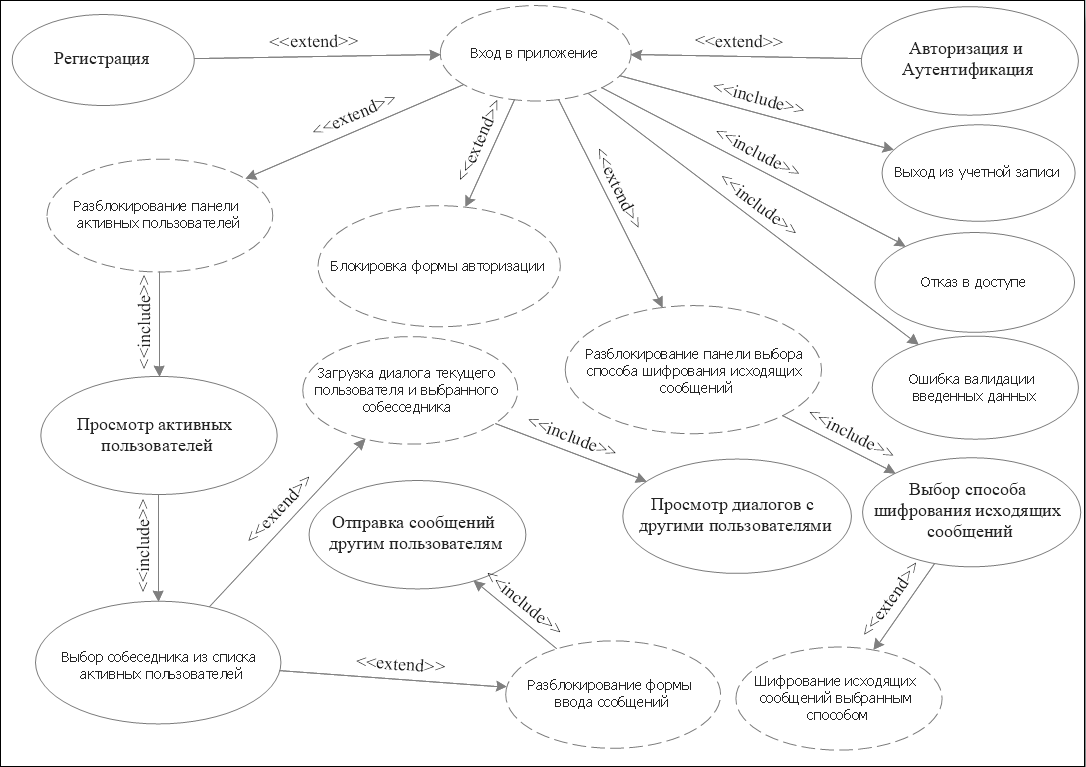 Регистрация
<<extend>>
Вход в приложение
<<extend>>
Авторизация и
Аутентификация
<<extend>>
<<extend>>
<<extend>>
<<include>>
<<include>>
<<include>>
Выход из учетной записи
Разблокирование панели
активных пользователей
Блокировка формы авторизации
Отказ в доступе
<<include>>
Загрузка диалога текущего
пользователя и выбранного
собесседника
Разблокирование панели выбора
способа шифрования исходящих
сообщений
Ошибка валидации
введенных данных
Просмотр активных
пользователей
<<include>>
<<include>>
<<extend>>
Просмотр диалогов с
другими пользователями
Выбор способа
шифрования исходящих
сообщений
<<include>>
Отправка сообщений
другим пользователям
<<include>>
<<extend>>
Выбор собеседника из списка
активных пользователей
<<extend>>
Разблокирование формы
ввода ссобщений
Шифрование исходящих
сообщений выбранным
способом